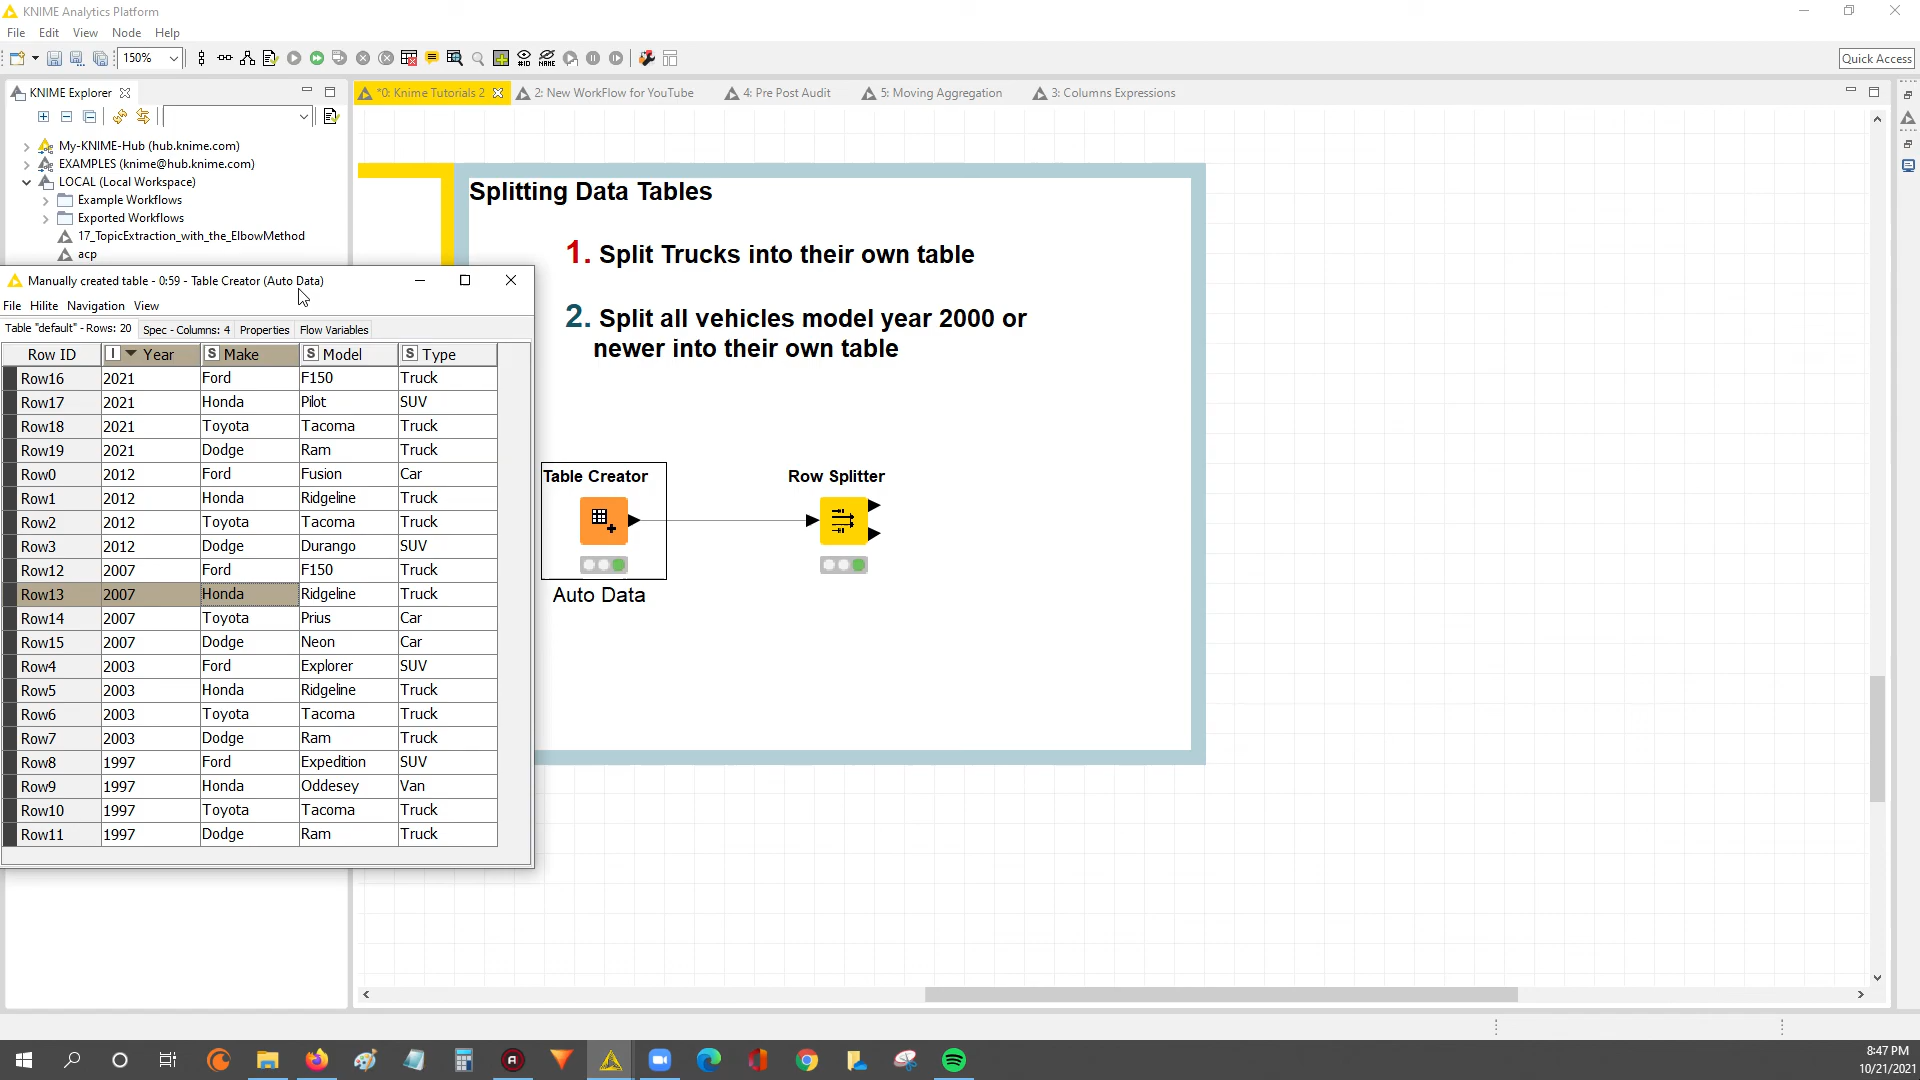 KNIME Analytics Platform
File Edit View Node Help
150%
Quick Access
KNIME Explorer
*0: Knime Tutorials 2
2: New WorkFlow for YouTube
4: Pre Post Audit
5: Moving Aggregation
3: Columns Expressions
My-KNIME-Hub (hub.knime.com)
EXAMPLES (knime@hub.knime.com)
LOCAL (Local Workspace)
Example Workflows
Exported Workflows
17_TopicExtraction_with_the_ElbowMethod
acp
Manually created table - 0:59 - Table Creator (Auto Data)
File Hilite Navigation View
Table "default" - Rows: 20 Spec - Columns: 4 Properties Flow Variables
Row ID I Year S Make S Model S Type
Row16 2021 Ford F150 Truck
Row17 2021 Honda Pilot SUV
Row18 2021 Toyota Tacoma Truck
Row19 2021 Dodge Ram Truck
Row0 2012 Ford Fusion Car
Row1 2012 Honda Ridgeline Truck
Row2 2012 Toyota Tacoma Truck
Row3 2012 Dodge Durango SUV
Row12 2007 Ford F150 Truck
Row13 2007 Honda Ridgeline Truck
Row14 2007 Toyota Prius Car
Row15 2007 Dodge Neon Car
Row4 2003 Ford Explorer SUV
Row5 2003 Honda Ridgeline Truck
Row6 2003 Toyota Tacoma Truck
Row7 2003 Dodge Ram Truck
Row8 1997 Ford Expedition SUV
Row9 1997 Honda Oddesey Van
Row10 1997 Toyota Tacoma Truck
Row11 1997 Dodge Ram Truck
Splitting Data Tables
1. Split Trucks into their own table
2. Split all vehicles model year 2000 or
newer into their own table
Table Creator
Auto Data
Row Splitter
8:47 PM
10/21/2021